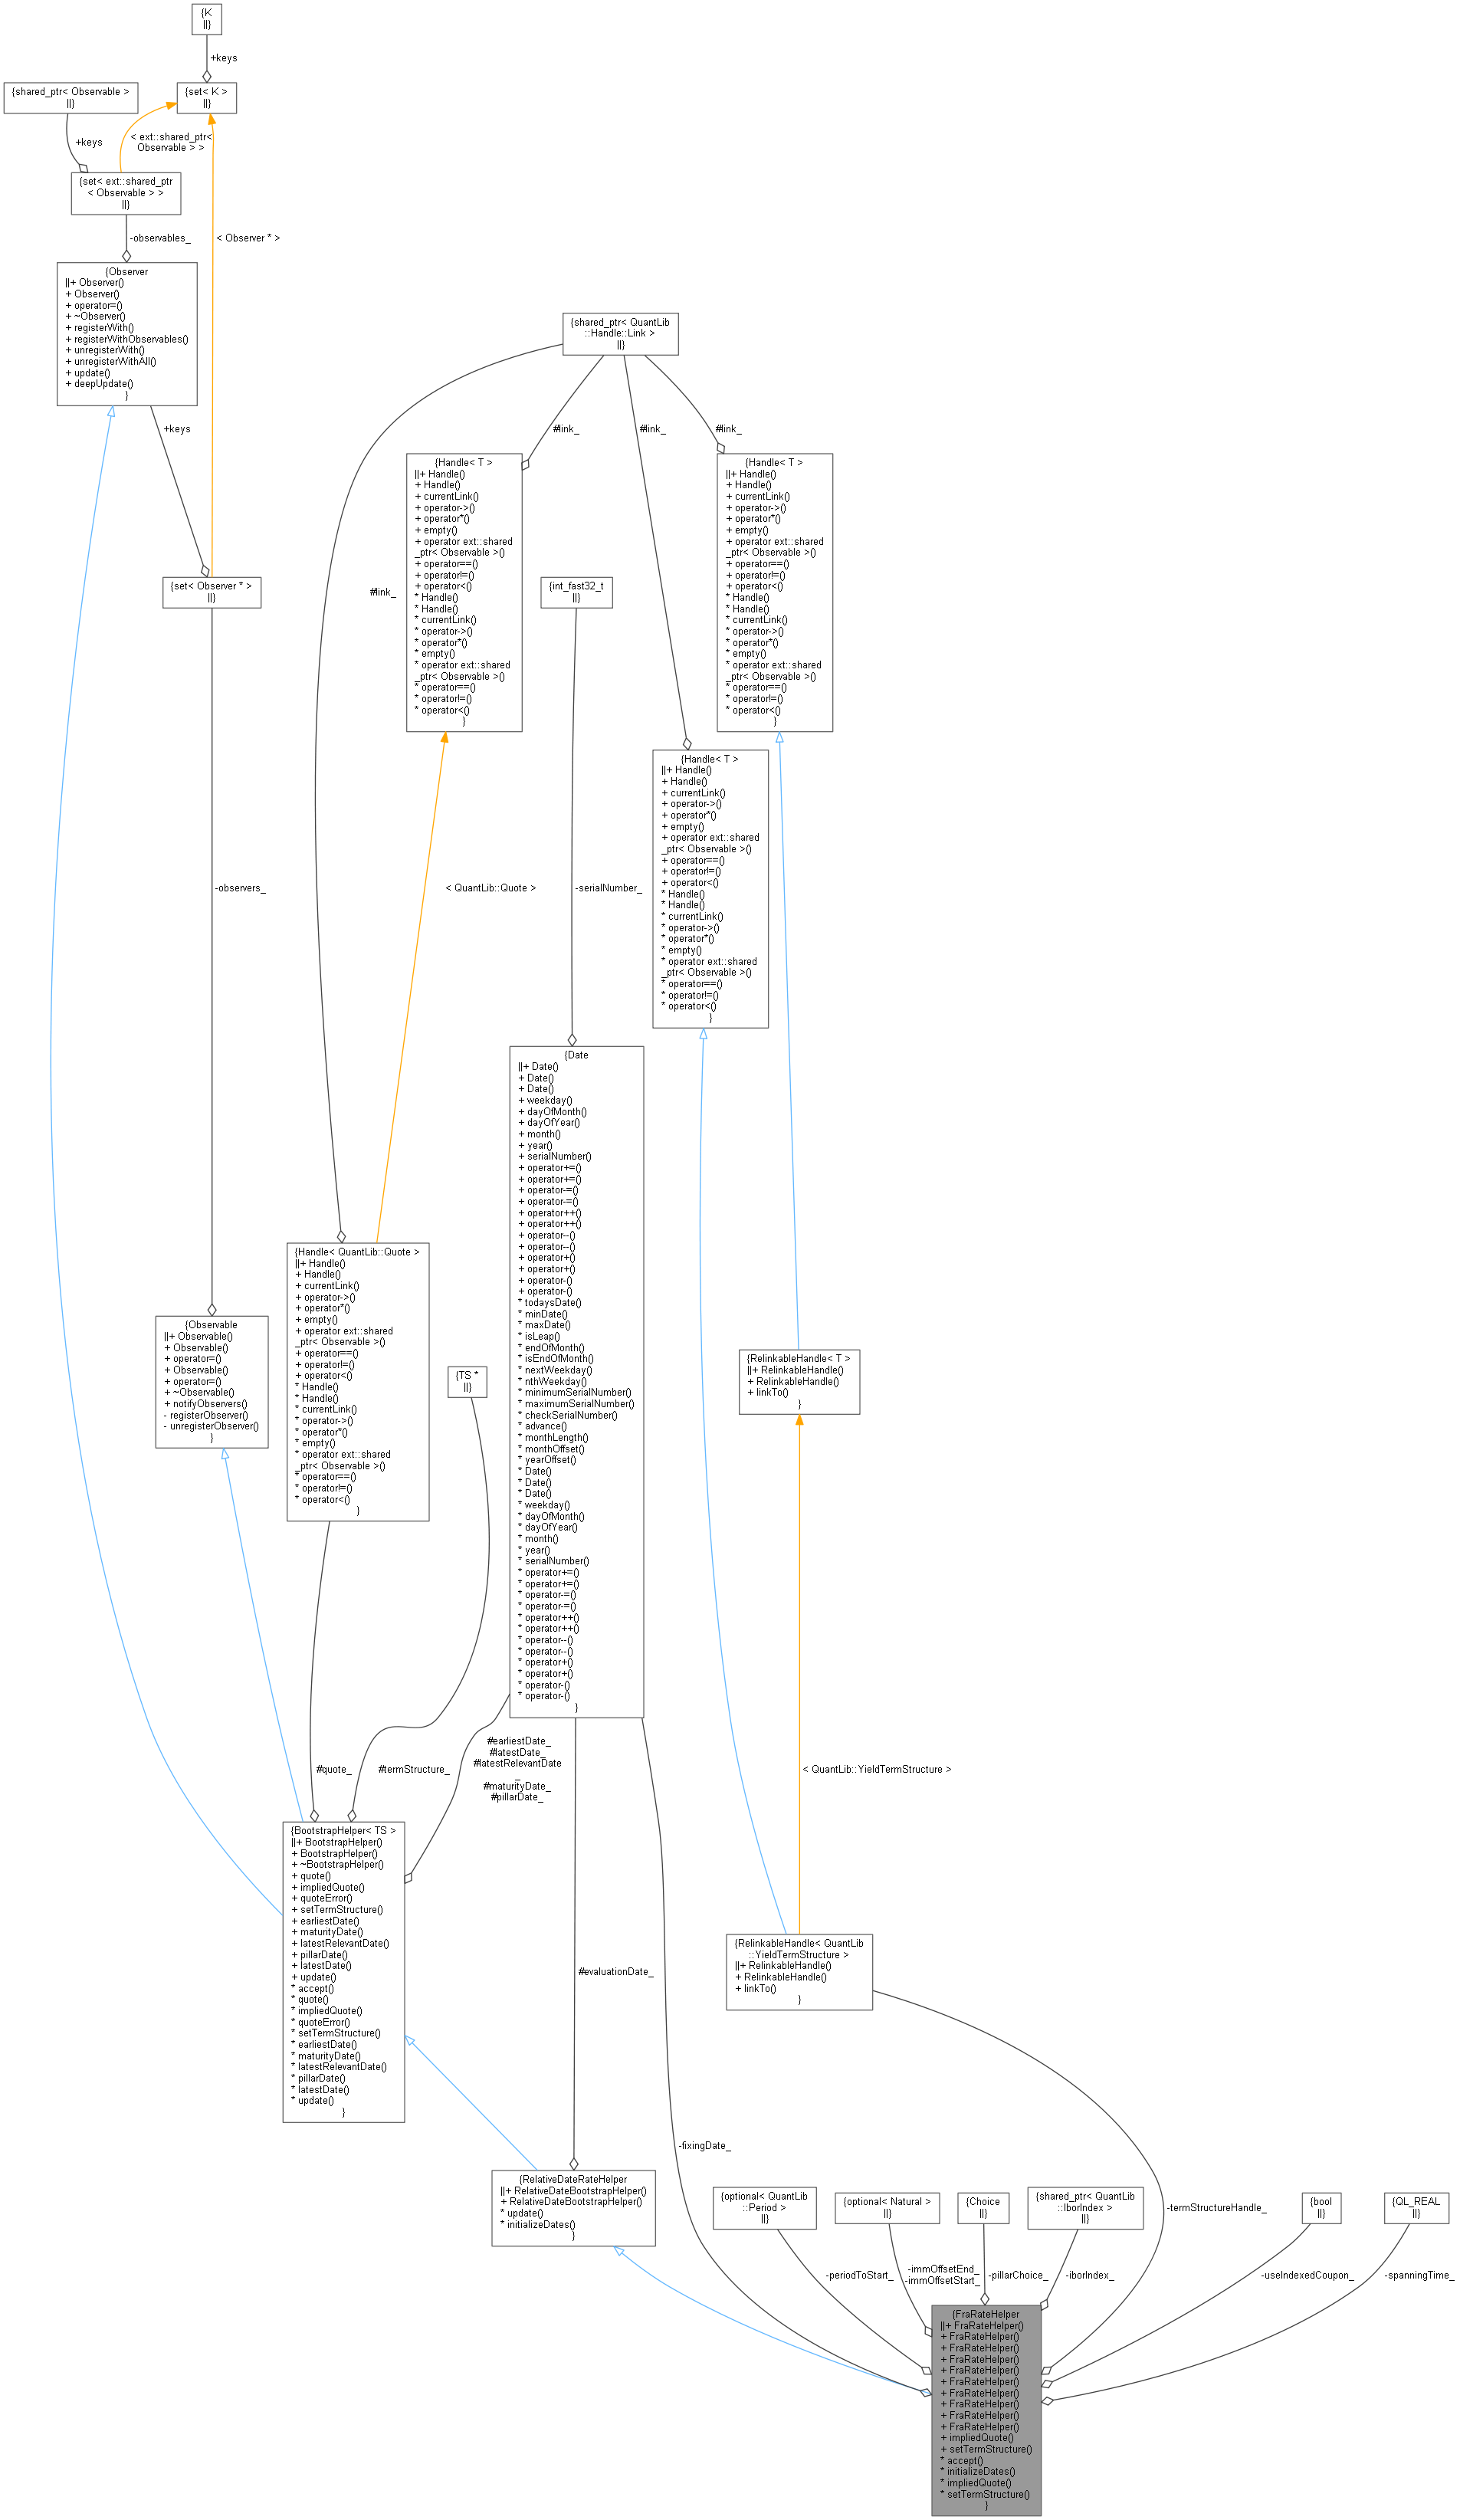 {K
||}
+keys
{shared_ptr< Observable >
||}
{set< K >
||}
+keys
< ext::shared_ptr<
Observable > >
{set< ext::shared_ptr
< Observable > >
||}
-observables_
< Observer * >
{Observer
||+ Observer()
+ Observer()
+ operator=()
+ ~Observer()
+ registerWith()
+ registerWithObservables()
+ unregisterWith()
+ unregisterWithAll()
+ update()
+ deepUpdate()
}
{shared_ptr< QuantLib
::Handle::Link >
||}
+keys
#link_
#link_
#link_
{Handle< T >
||+ Handle()
+ Handle()
+ currentLink()
+ operator->()
+ operator*()
+ empty()
+ operator ext::shared
_ptr< Observable >()
+ operator==()
+ operator!=()
+ operator<()
* Handle()
* Handle()
* currentLink()
* operator->()
* operator*()
* empty()
* operator ext::shared
_ptr< Observable >()
* operator==()
* operator!=()
* operator<()
}
{Handle< T >
||+ Handle()
+ Handle()
+ currentLink()
+ operator->()
+ operator*()
+ empty()
+ operator ext::shared
_ptr< Observable >()
+ operator==()
+ operator!=()
+ operator<()
* Handle()
* Handle()
* currentLink()
* operator->()
* operator*()
* empty()
* operator ext::shared
_ptr< Observable >()
* operator==()
* operator!=()
* operator<()
}
{set< Observer * >
||}
#link_
{int_fast32_t
||}
{Handle< T >
||+ Handle()
+ Handle()
+ currentLink()
+ operator->()
+ operator*()
+ empty()
+ operator ext::shared
_ptr< Observable >()
+ operator==()
+ operator!=()
+ operator<()
* Handle()
* Handle()
* currentLink()
* operator->()
* operator*()
* empty()
* operator ext::shared
_ptr< Observable >()
* operator==()
* operator!=()
* operator<()
}
-observers_
< QuantLib::Quote >
-serialNumber_
{Date
||+ Date()
+ Date()
+ Date()
+ weekday()
+ dayOfMonth()
+ dayOfYear()
+ month()
+ year()
+ serialNumber()
+ operator+=()
+ operator+=()
+ operator-=()
+ operator-=()
+ operator++()
+ operator++()
+ operator--()
+ operator--()
+ operator+()
+ operator+()
+ operator-()
+ operator-()
* todaysDate()
* minDate()
* maxDate()
* isLeap()
* endOfMonth()
* isEndOfMonth()
* nextWeekday()
* nthWeekday()
* minimumSerialNumber()
* maximumSerialNumber()
* checkSerialNumber()
* advance()
* monthLength()
* monthOffset()
* yearOffset()
* Date()
* Date()
* Date()
* weekday()
* dayOfMonth()
* dayOfYear()
* month()
* year()
* serialNumber()
* operator+=()
* operator+=()
* operator-=()
* operator-=()
* operator++()
* operator++()
* operator--()
* operator--()
* operator+()
* operator+()
* operator-()
* operator-()
}
{Handle< QuantLib::Quote >
||+ Handle()
+ Handle()
+ currentLink()
+ operator->()
+ operator*()
+ empty()
+ operator ext::shared
_ptr< Observable >()
+ operator==()
+ operator!=()
+ operator<()
* Handle()
* Handle()
* currentLink()
* operator->()
* operator*()
* empty()
* operator ext::shared
_ptr< Observable >()
* operator==()
* operator!=()
* operator<()
}
{Observable
||+ Observable()
+ Observable()
+ operator=()
+ Observable()
+ operator=()
+ ~Observable()
+ notifyObservers()
- registerObserver()
- unregisterObserver()
}
{TS *
||}
{RelinkableHandle< T >
||+ RelinkableHandle()
+ RelinkableHandle()
+ linkTo()
}
#quote_
#termStructure_
#earliestDate_
#latestDate_
#latestRelevantDate
_
#maturityDate_
#pillarDate_
< QuantLib::YieldTermStructure >
{BootstrapHelper< TS >
||+ BootstrapHelper()
+ BootstrapHelper()
+ ~BootstrapHelper()
+ quote()
+ impliedQuote()
+ quoteError()
+ setTermStructure()
+ earliestDate()
+ maturityDate()
+ latestRelevantDate()
+ pillarDate()
+ latestDate()
+ update()
* accept()
* quote()
* impliedQuote()
* quoteError()
* setTermStructure()
* earliestDate()
* maturityDate()
* latestRelevantDate()
* pillarDate()
* latestDate()
* update()
}
#evaluationDate_
{RelinkableHandle< QuantLib
::YieldTermStructure >
||+ RelinkableHandle()
+ RelinkableHandle()
+ linkTo()
}
-fixingDate_
{RelativeDateRateHelper
||+ RelativeDateBootstrapHelper()
+ RelativeDateBootstrapHelper()
* update()
* initializeDates()
}
{optional< QuantLib
::Period >
||}
{optional< Natural >
||}
{Choice
||}
{shared_ptr< QuantLib
::IborIndex >
||}
-termStructureHandle_
{bool
||}
{QL_REAL
||}
-periodToStart_
-immOffsetEnd_
-immOffsetStart_
-pillarChoice_
-iborIndex_
-useIndexedCoupon_
-spanningTime_
{FraRateHelper
||+ FraRateHelper()
+ FraRateHelper()
+ FraRateHelper()
+ FraRateHelper()
+ FraRateHelper()
+ FraRateHelper()
+ FraRateHelper()
+ FraRateHelper()
+ FraRateHelper()
+ FraRateHelper()
+ impliedQuote()
+ setTermStructure()
* accept()
* initializeDates()
* impliedQuote()
* setTermStructure()
}